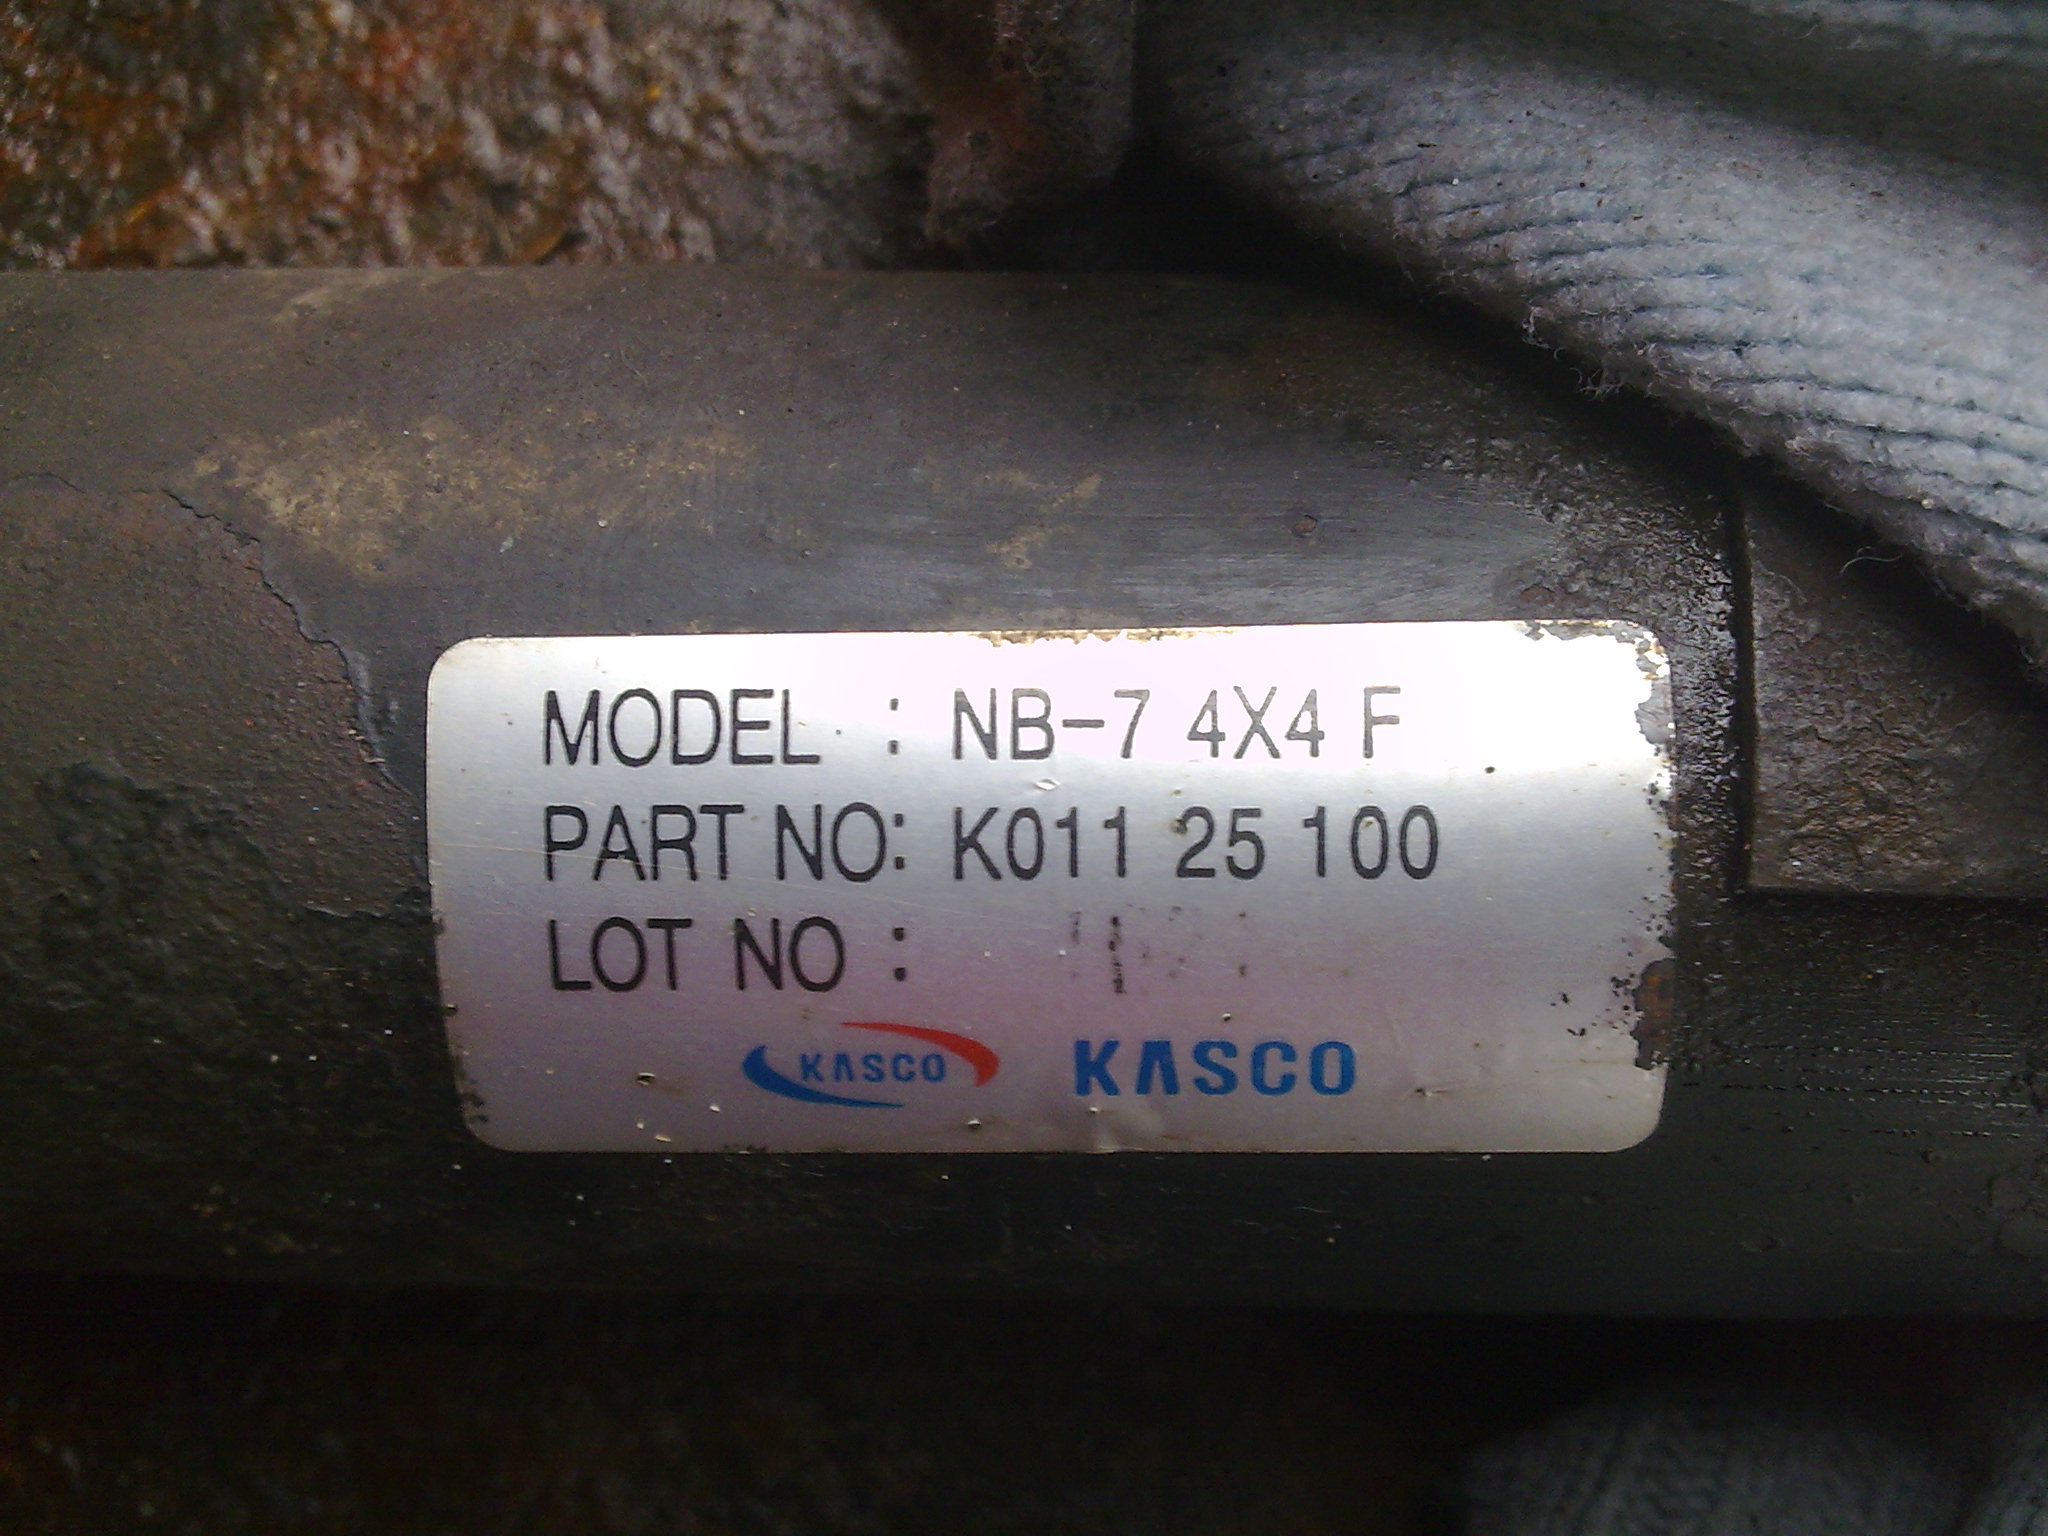 MODEL : NB-7 4X4 F
PART NO: K011 25 100
LOT NO :
KASCO KASCO